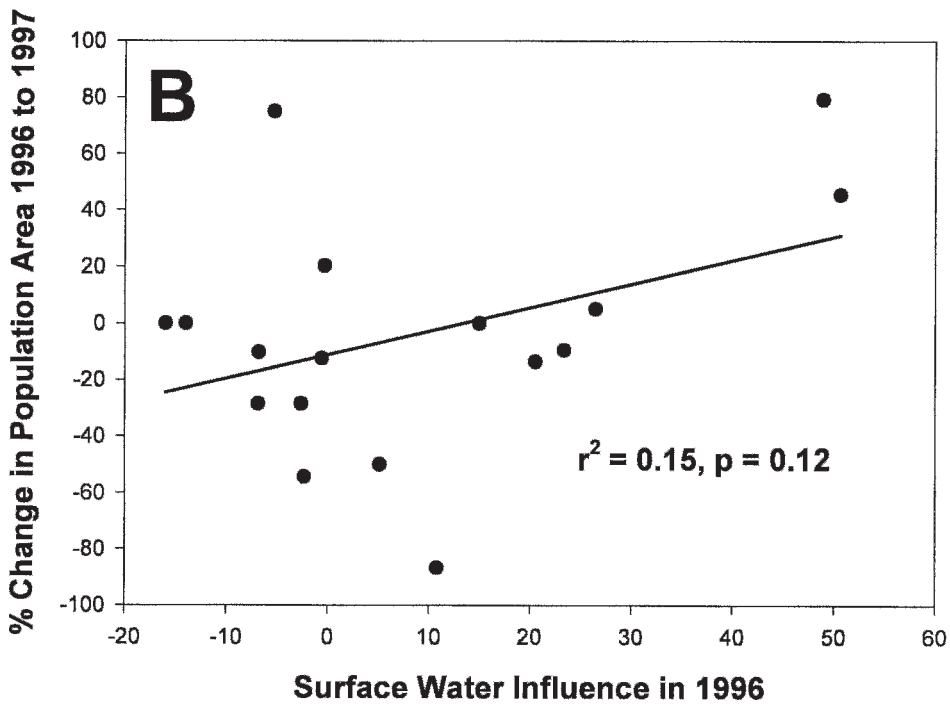 % Change in Population Area 1996 to 1997
100
80
60
40
20
0
-20
-40
-60
-80
-100
B
r² = 0.15, p = 0.12
-20 -10 0 10 20 30 40 50 60
Surface Water Influence in 1996